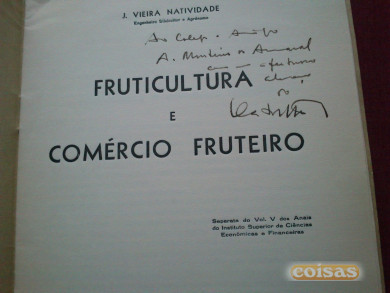 J. VIEIRA NATIVIDADE
Engenheiro Silvicultor e Agrónomo
Ao Colega e Amigo
A. Monteiro do Amaral
com um afectuoso
abraço
do
FRUTICULTURA
E
COMÉRCIO FRUTEIRO
Separata do Vol. V dos Anais
do Instituto Superior de Ciências
Económicas e Financeiras
coisas